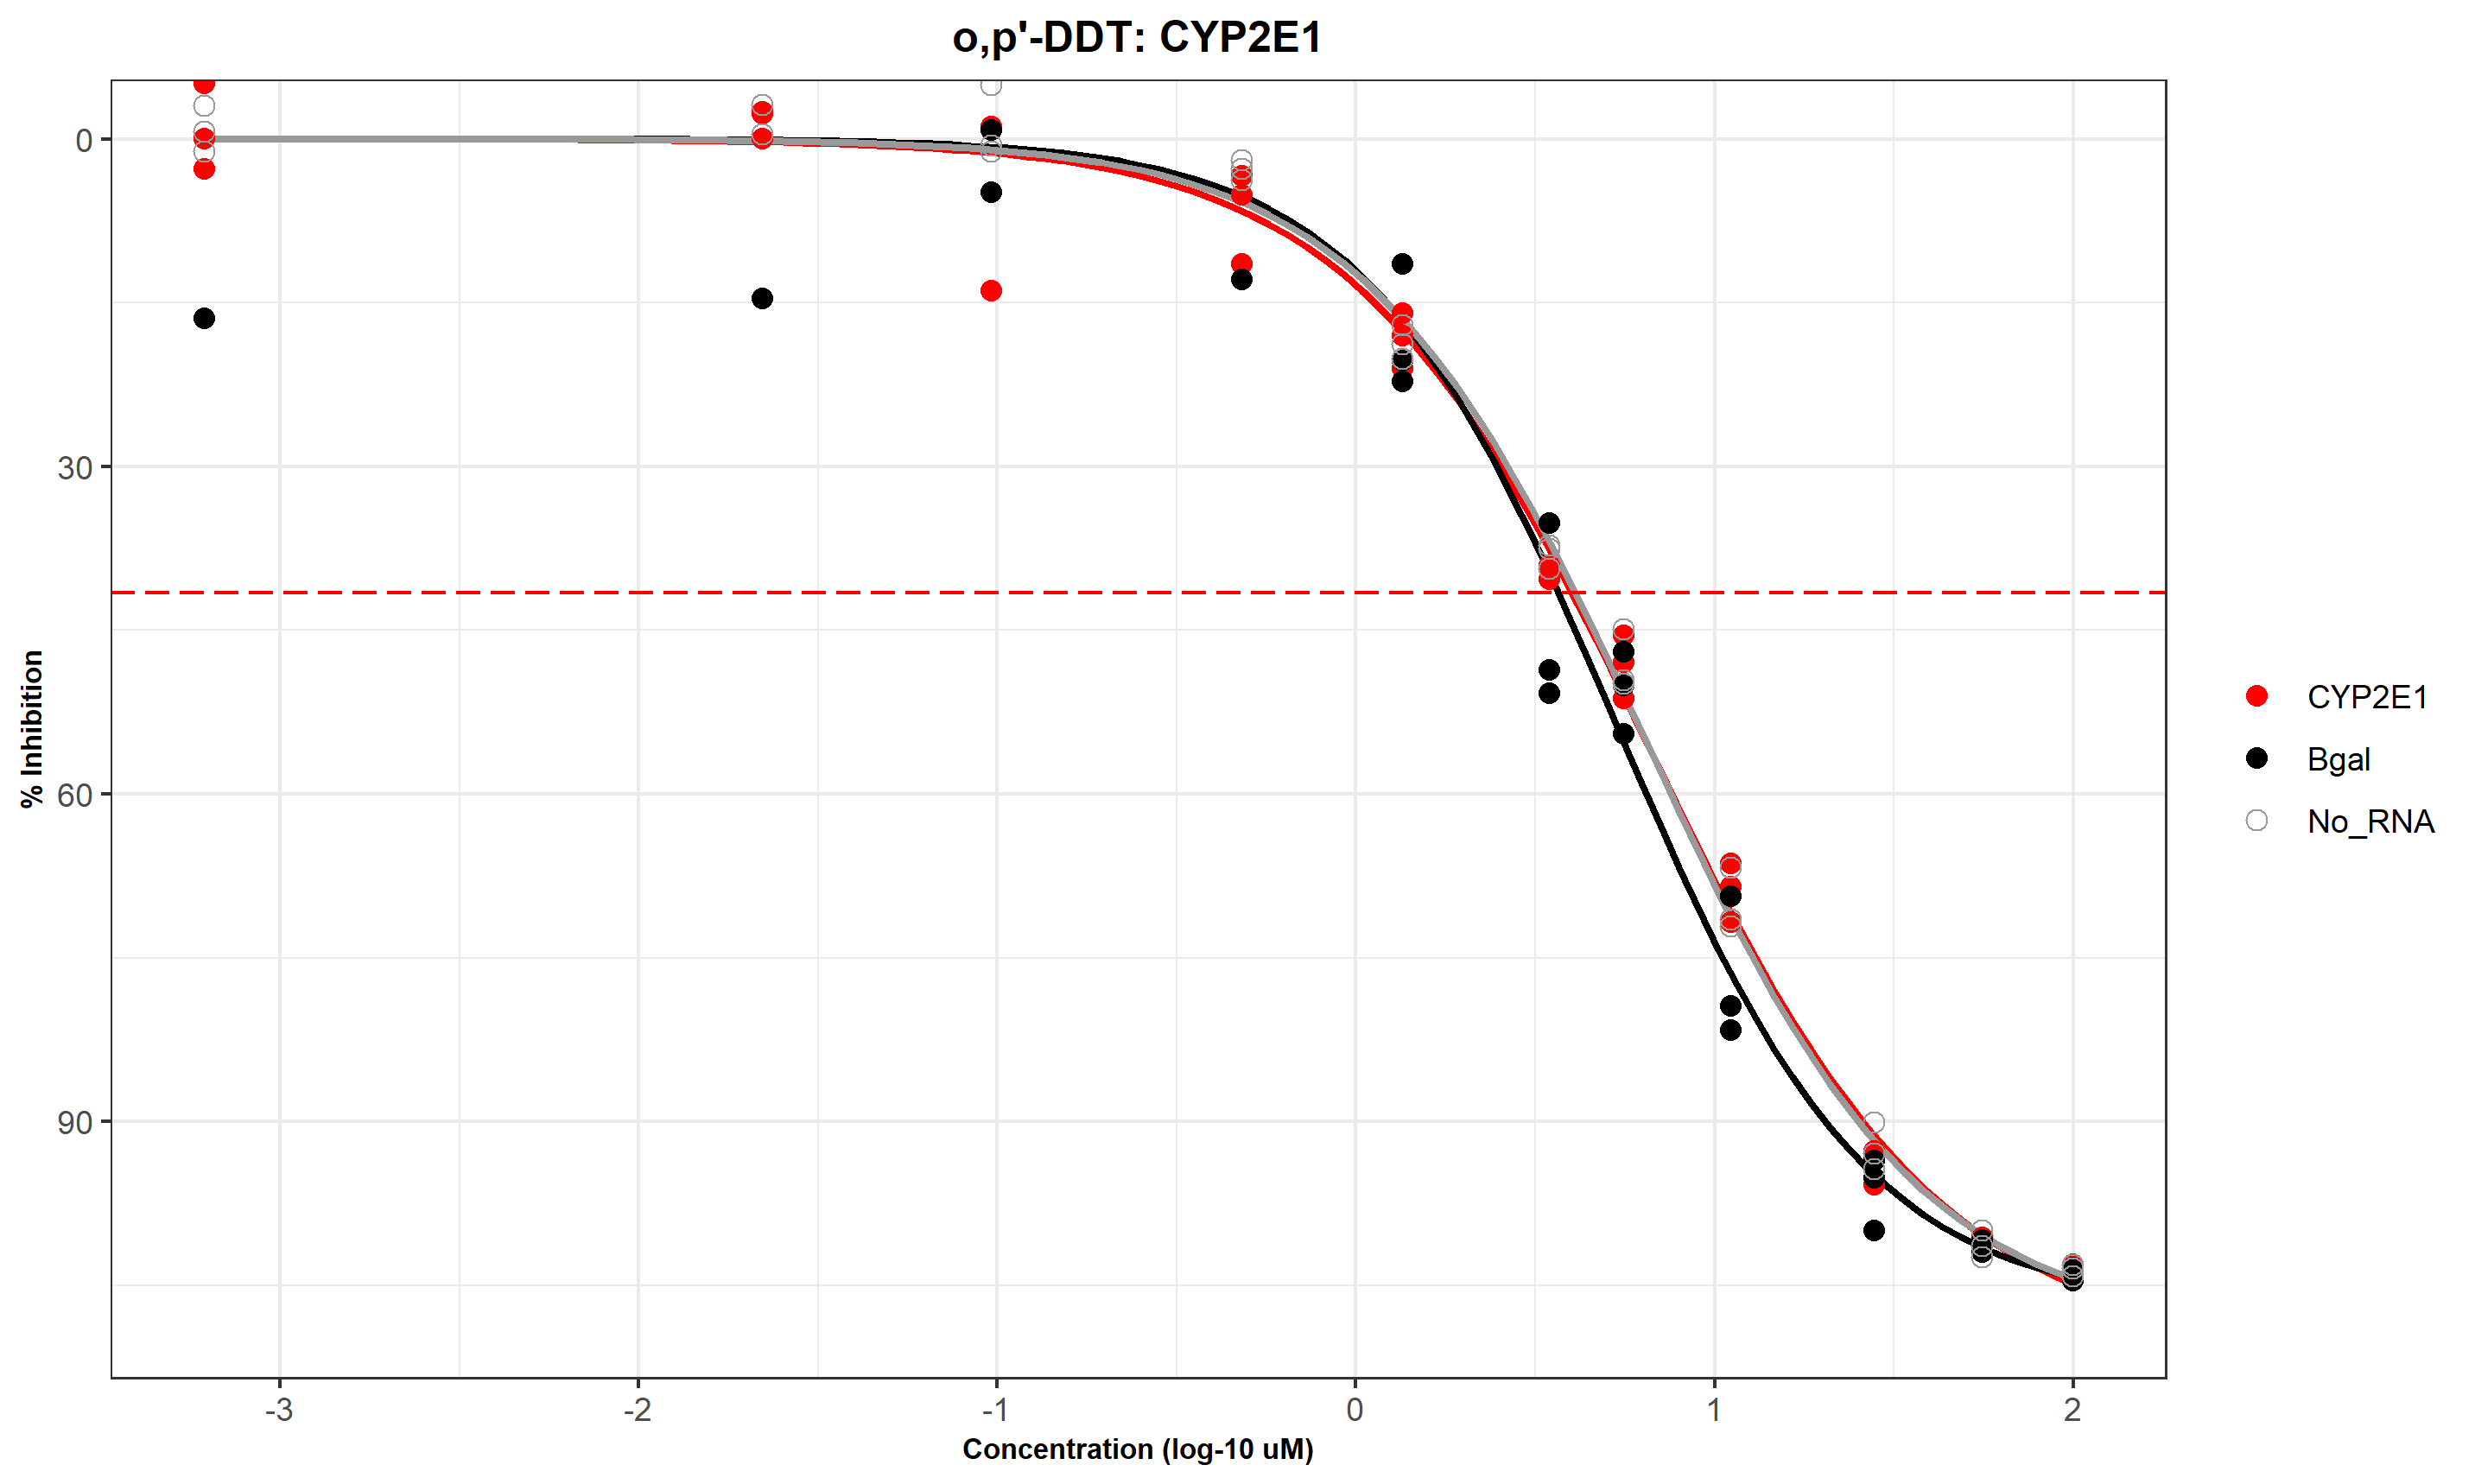 o,p'-DDT: CYP2E1
0
30
60
90
% Inhibition
-3
-2
-1
0
1
2
Concentration (log-10 uM)
CYP2E1
Bgal
No_RNA